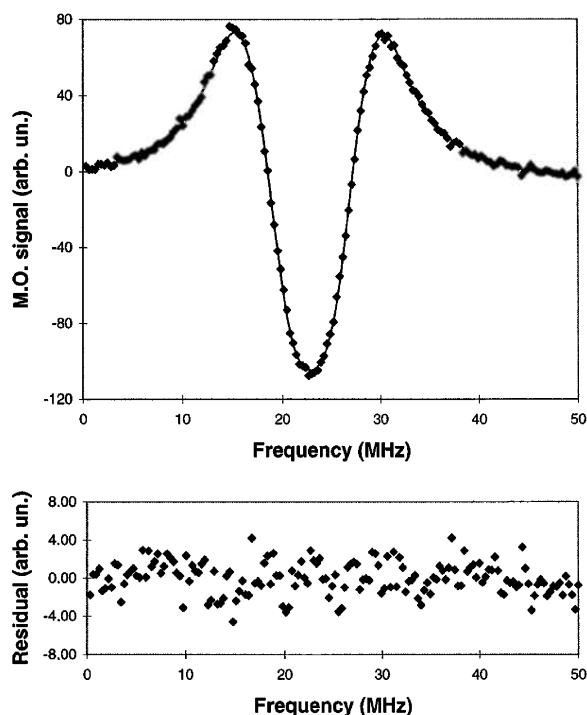 80
40
0
-40
-80
-120
M.O. signal (arb. un.)
0 10 20 30 40 50
Frequency (MHz)
8.00
4.00
0.00
-4.00
-8.00
Residual (arb. un.)
0 10 20 30 40 50
Frequency (MHz)